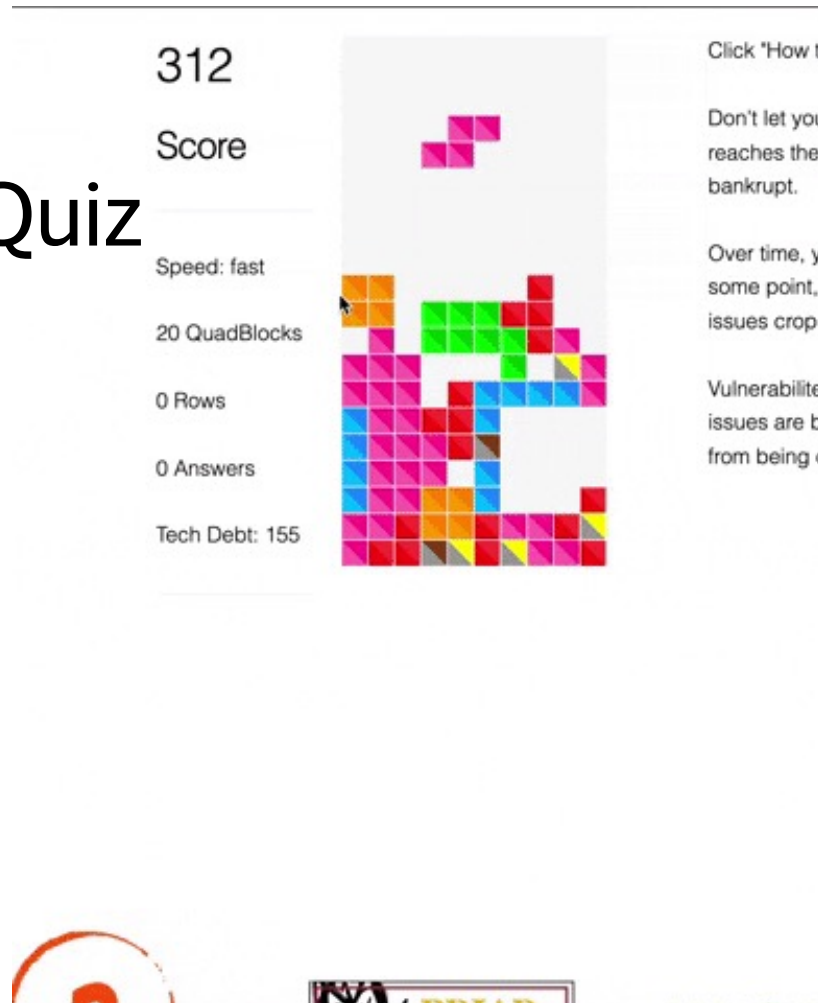 312
Score
Quiz
Speed: fast
20 QuadBlocks
0 Rows
0 Answers
Tech Debt: 155
Click "How t
Don't let you
reaches the
bankrupt.
Over time, y
some point,
issues crop
Vulnerabilite
issues are b
from being